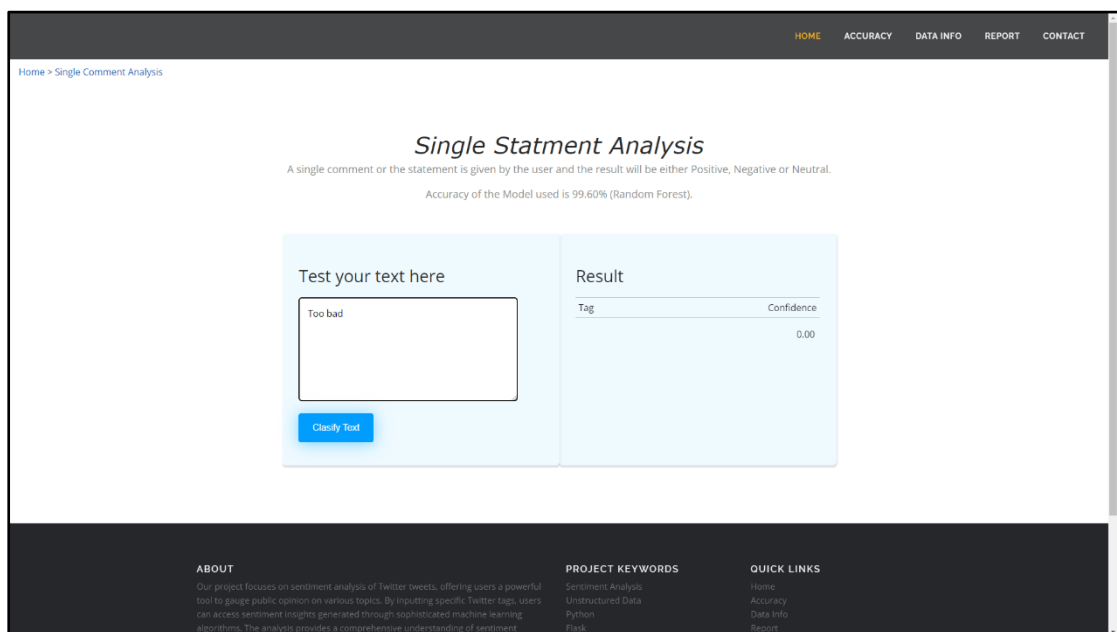 HOME ACCURACY DATA INFO REPORT CONTACT
Home > Single Comment Analysis
Single Statment Analysis
A single comment or the statement is given by the user and the result will be either Positive, Negative or Neutral.
Accuracy of the Model used is 99.60% (Random Forest).
Test your text here
Too bad
Clasify Text
Result
Tag Confidence
0.00
ABOUT
Our project focuses on sentiment analysis of Twitter tweets, offering users a powerful
tool to gauge public opinion on various topics. By inputting specific Twitter tags, users
can access sentiment insights generated through sophisticated machine learning
algorithms. The analysis provides a comprehensive understanding of sentiment
PROJECT KEYWORDS
Sentiment Analysis
Unstructured Data
Python
Flask
QUICK LINKS
Home
Accuracy
Data Info
Report